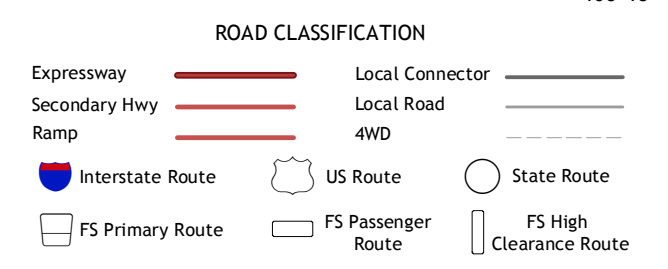 ROAD CLASSIFICATION
Expressway
Local Connector
Secondary Hwy
Local Road
Ramp
4WD
Interstate Route
US Route
State Route
FS Primary Route
FS Passenger
Route
FS High
Clearance Route